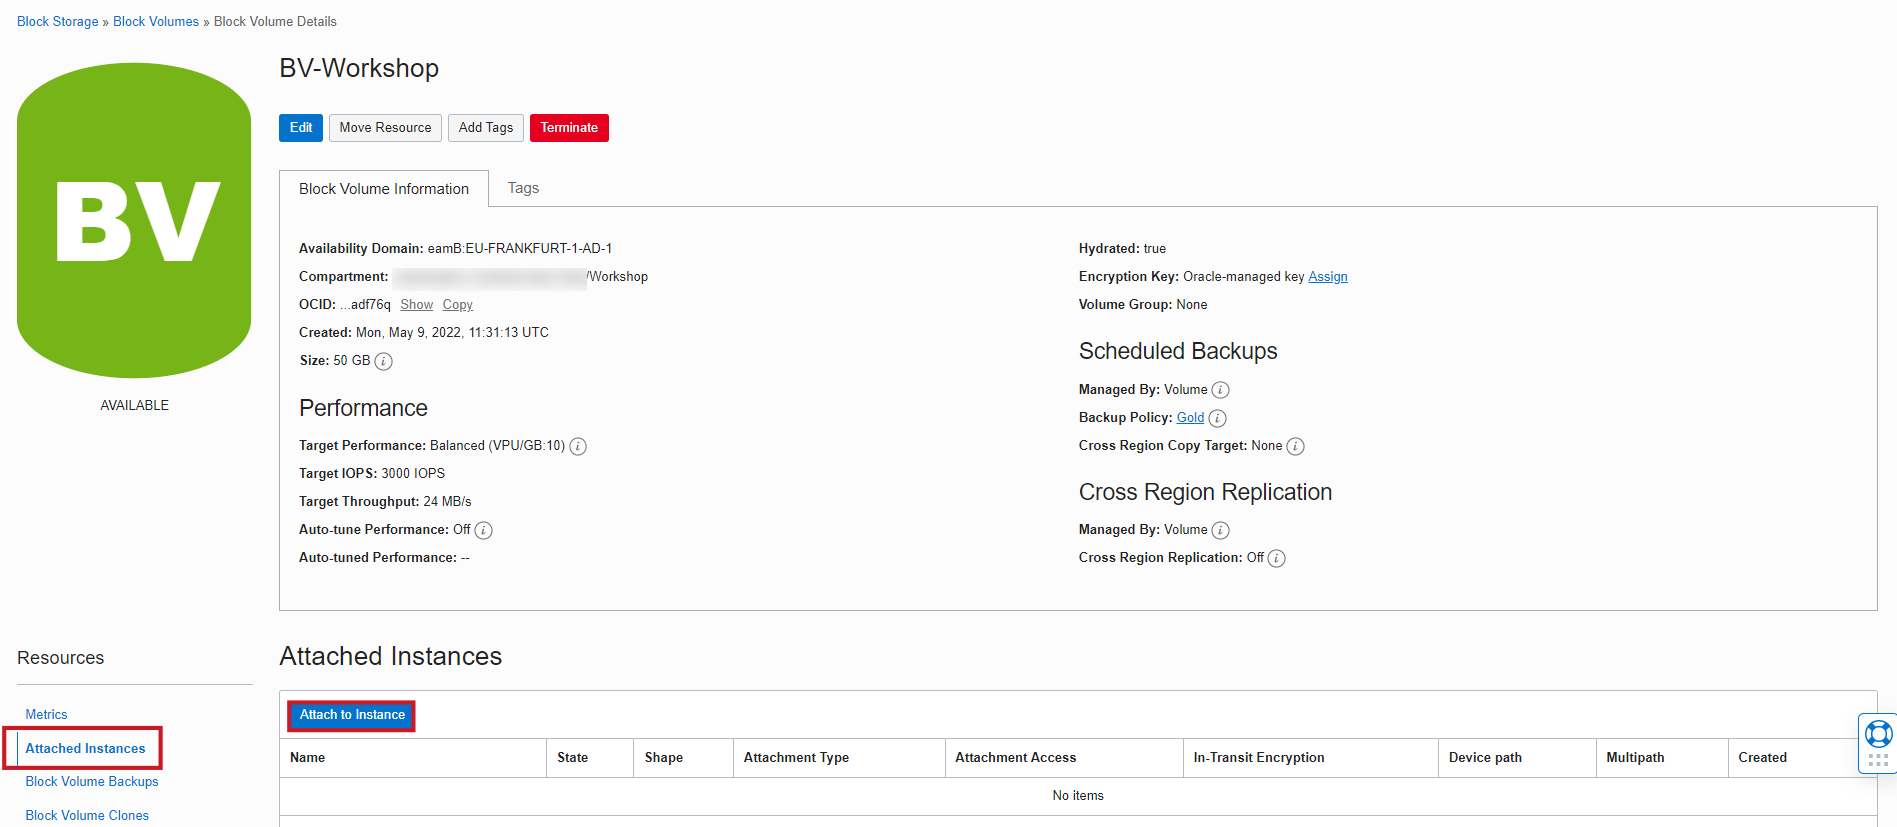 Block Storage » Block Volumes » Block Volume Details
BV
AVAILABLE
BV-Workshop
Edit Move Resource Add Tags Terminate
Block Volume Information Tags
Availability Domain: eamB:EU-FRANKFURT-1-AD-1
Compartment: /Workshop
OCID: ...adf76q Show Copy
Created: Mon, May 9, 2022, 11:31:13 UTC
Size: 50 GB i
Performance
Target Performance: Balanced (VPU/GB:10) i
Target IOPS: 3000 IOPS
Target Throughput: 24 MB/s
Auto-tune Performance: Off i
Auto-tuned Performance: --
Hydrated: true
Encryption Key: Oracle-managed key Assign
Volume Group: None
Scheduled Backups
Managed By: Volume i
Backup Policy: Gold i
Cross Region Copy Target: None i
Cross Region Replication
Managed By: Volume i
Cross Region Replication: Off i
Resources
Metrics
Attached Instances
Block Volume Backups
Block Volume Clones
Attached Instances
Attach to Instance
Name State Shape Attachment Type Attachment Access In-Transit Encryption Device path Multipath Created
No items